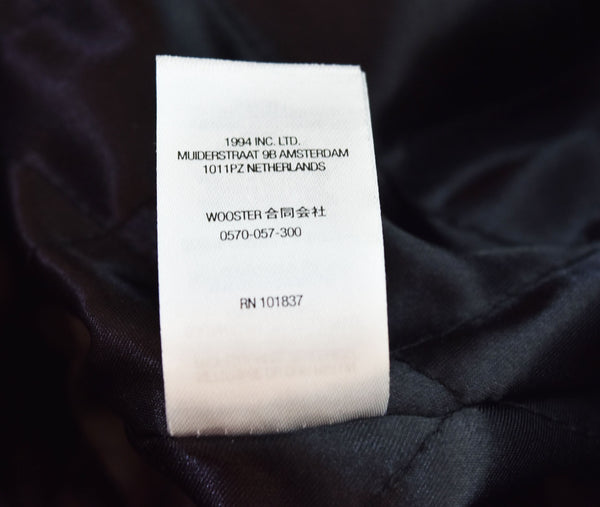 1994 INC. LTD.
MUIDERSTRAAT 9B AMSTERDAM
1011PZ NETHERLANDS
WOOSTER 合同会社
0570-057-300
RN 101837